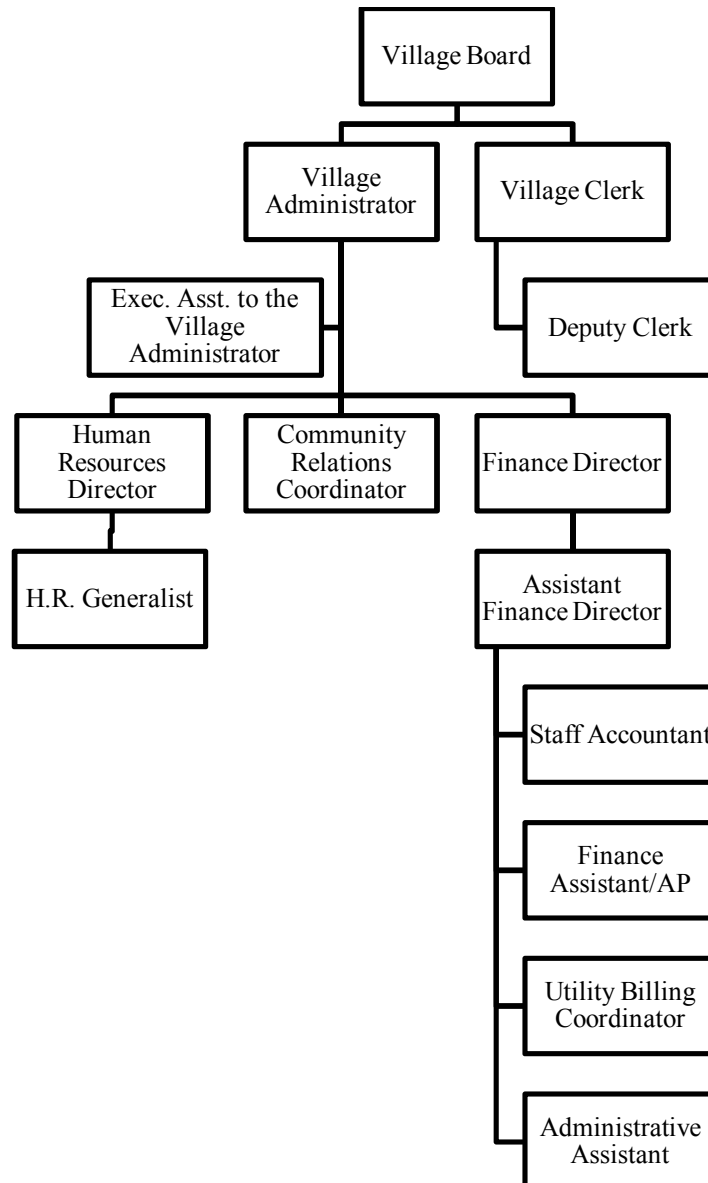 Village Board
Village
Administrator
Village Clerk
Exec. Asst. to the
Village
Administrator
Deputy Clerk
Human
Resources
Director
Community
Relations
Coordinator
Finance Director
H.R. Generalist
Assistant
Finance Director
Staff Accountant
Finance
Assistant/AP
Utility Billing
Coordinator
Administrative
Assistant